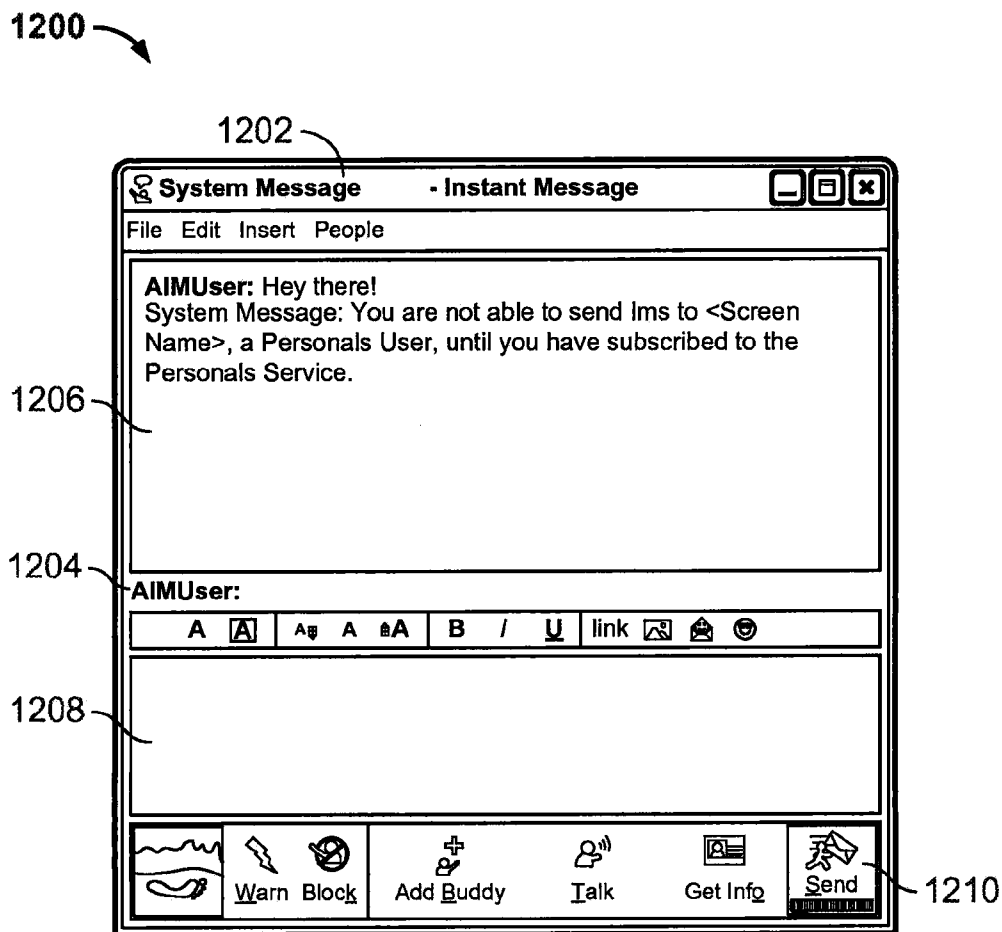 1200
1202
System Message - Instant Message
File Edit Insert People
AIMUser: Hey there!
System Message: You are not able to send Ims to <Screen
Name>, a Personals User, until you have subscribed to the
Personals Service.
1206
1204
AIMUser:
A A A A A B I U link
1208
Warn Block Add Buddy Talk Get Info Send
1210